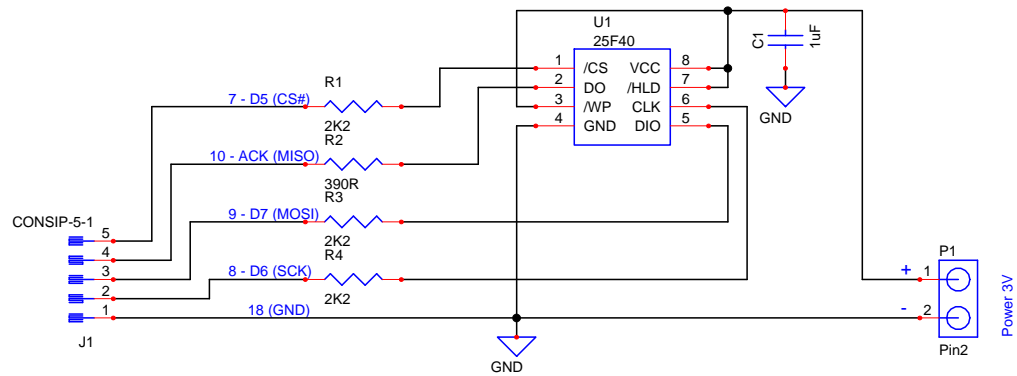 U1
25F40
C1
1uF
1 /CS VCC 8
2 DO /HLD 7
3 /WP CLK 6
4 GND DIO 5
GND
R1
7 - D5 (CS#)
2K2
R2
10 - ACK (MISO)
390R
R3
9 - D7 (MOSI)
2K2
R4
8 - D6 (SCK)
2K2
CONSIP-5-1
5
4
3
2
1
18 (GND)
J1
GND
P1
+ 1
- 2
Pin2
Power 3V